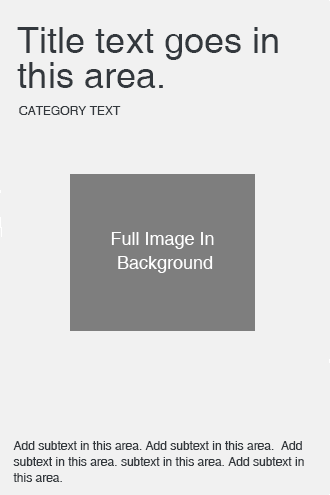 Title text goes in
this area.
CATEGORY TEXT
Full Image In
Background
Add subtext in this area. Add subtext in this area.  Add
subtext in this area. subtext in this area. Add subtext in
this area.